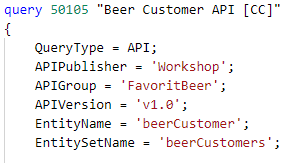 query 50105 "Beer Customer API [CC]"
{
QueryType = API;
APIPublisher = 'Workshop';
APIGroup = 'FavoritBeer';
APIVersion = 'v1.0';
EntityName = 'beerCustomer';
EntitySetName = 'beerCustomers';